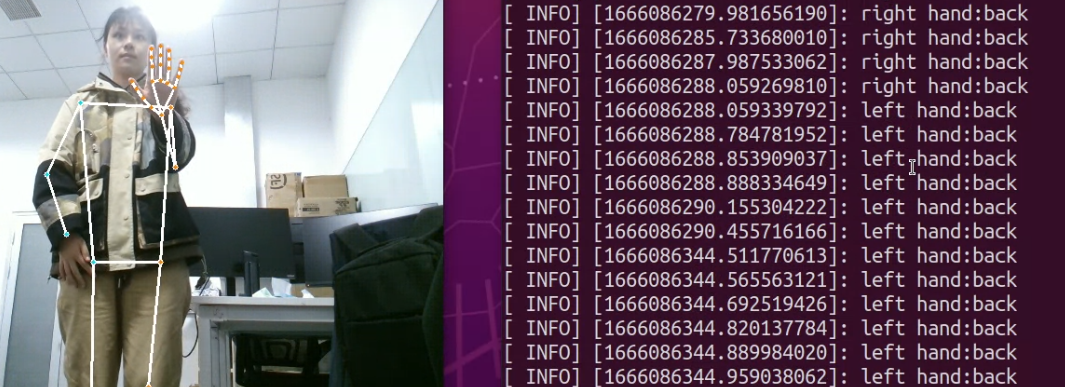 [ INFO] [1666086279.981656190]: right hand:back
[ INFO] [1666086285.733680010]: right hand:back
[ INFO] [1666086287.987533062]: right hand:back
[ INFO] [1666086288.059269810]: right hand:back
[ INFO] [1666086288.059339792]: left hand:back
[ INFO] [1666086288.784781952]: left hand:back
[ INFO] [1666086288.853909037]: left hand:back
[ INFO] [1666086288.888334649]: left hand:back
[ INFO] [1666086290.155304222]: left hand:back
[ INFO] [1666086290.455716166]: left hand:back
[ INFO] [1666086344.511770613]: left hand:back
[ INFO] [1666086344.565563121]: left hand:back
[ INFO] [1666086344.692519426]: left hand:back
[ INFO] [1666086344.820137784]: left hand:back
[ INFO] [1666086344.889984020]: left hand:back
[ INFO] [1666086344.959038062]: left hand:back